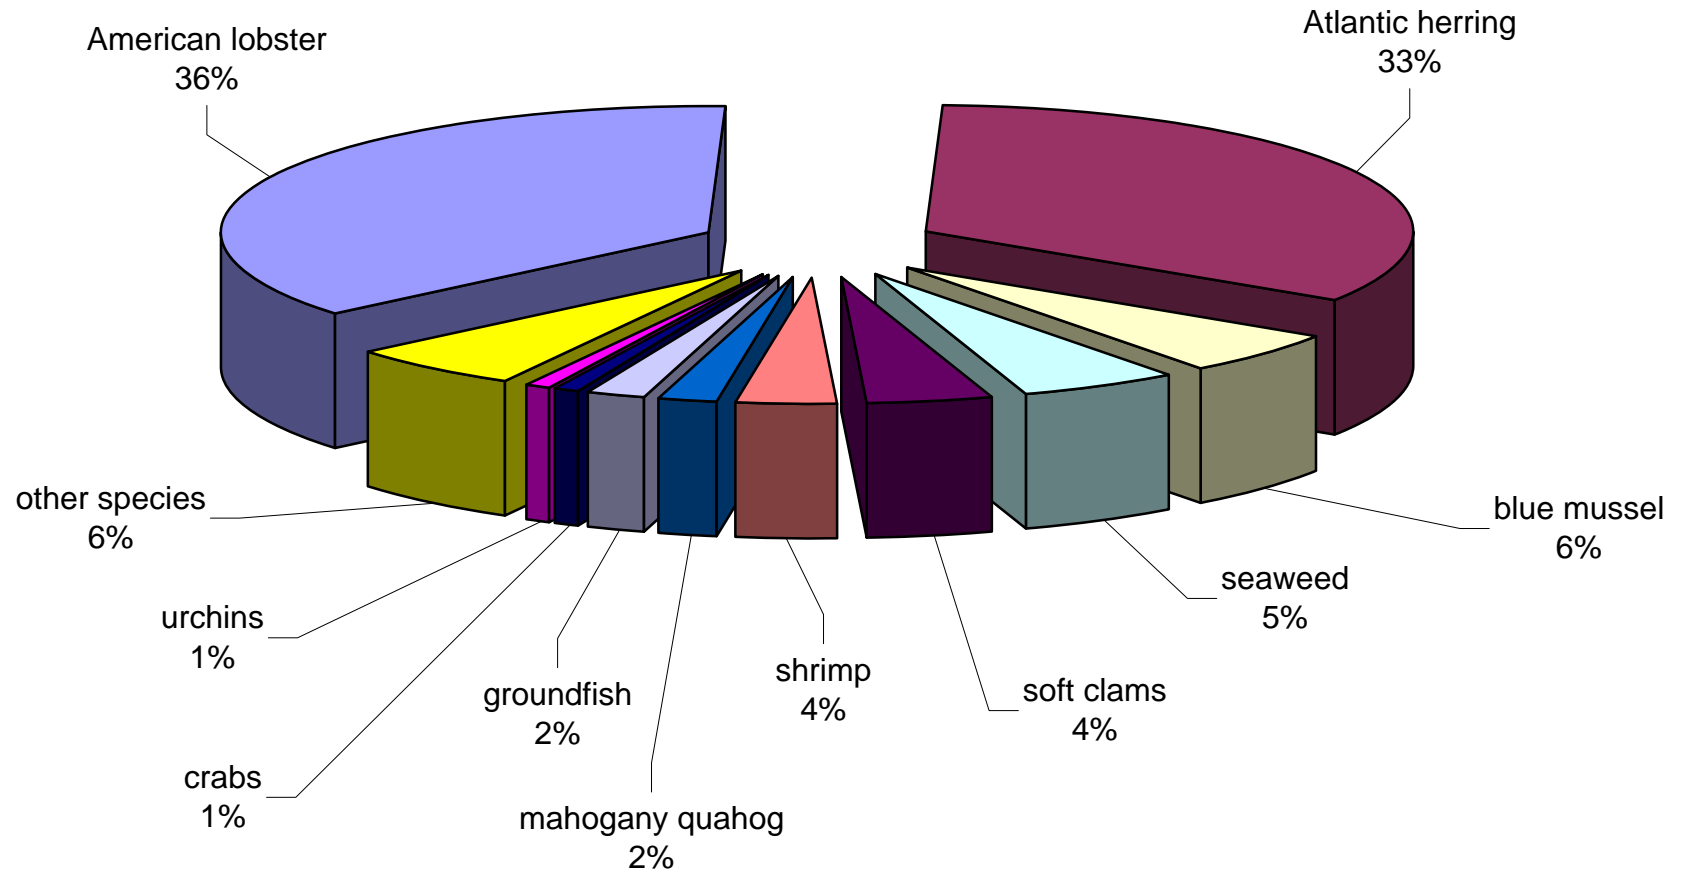 American lobster
36%
Atlantic herring
33%
other species
6%
blue mussel
6%
seaweed
5%
urchins
1%
groundfish
2%
shrimp
4%
soft clams
4%
crabs
1%
mahogany quahog
2%